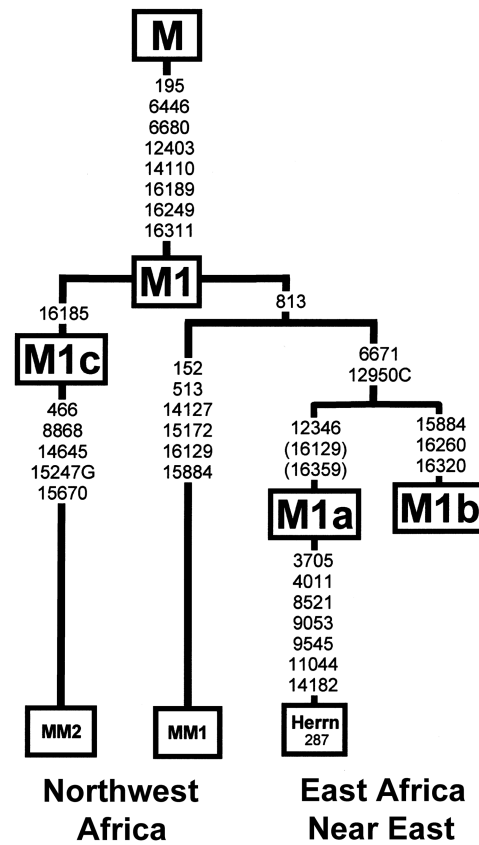 M
195
6446
6680
12403
14110
16189
16249
16311
M1
16185
813
M1c
466
8868
14645
15247G
15670
152
513
14127
15172
16129
15884
6671
12950C
12346
(16129)
(16359)
15884
16260
16320
M1a
M1b
3705
4011
8521
9053
9545
11044
14182
MM2
MM1
Herrn
287
Northwest
Africa
East Africa
Near East